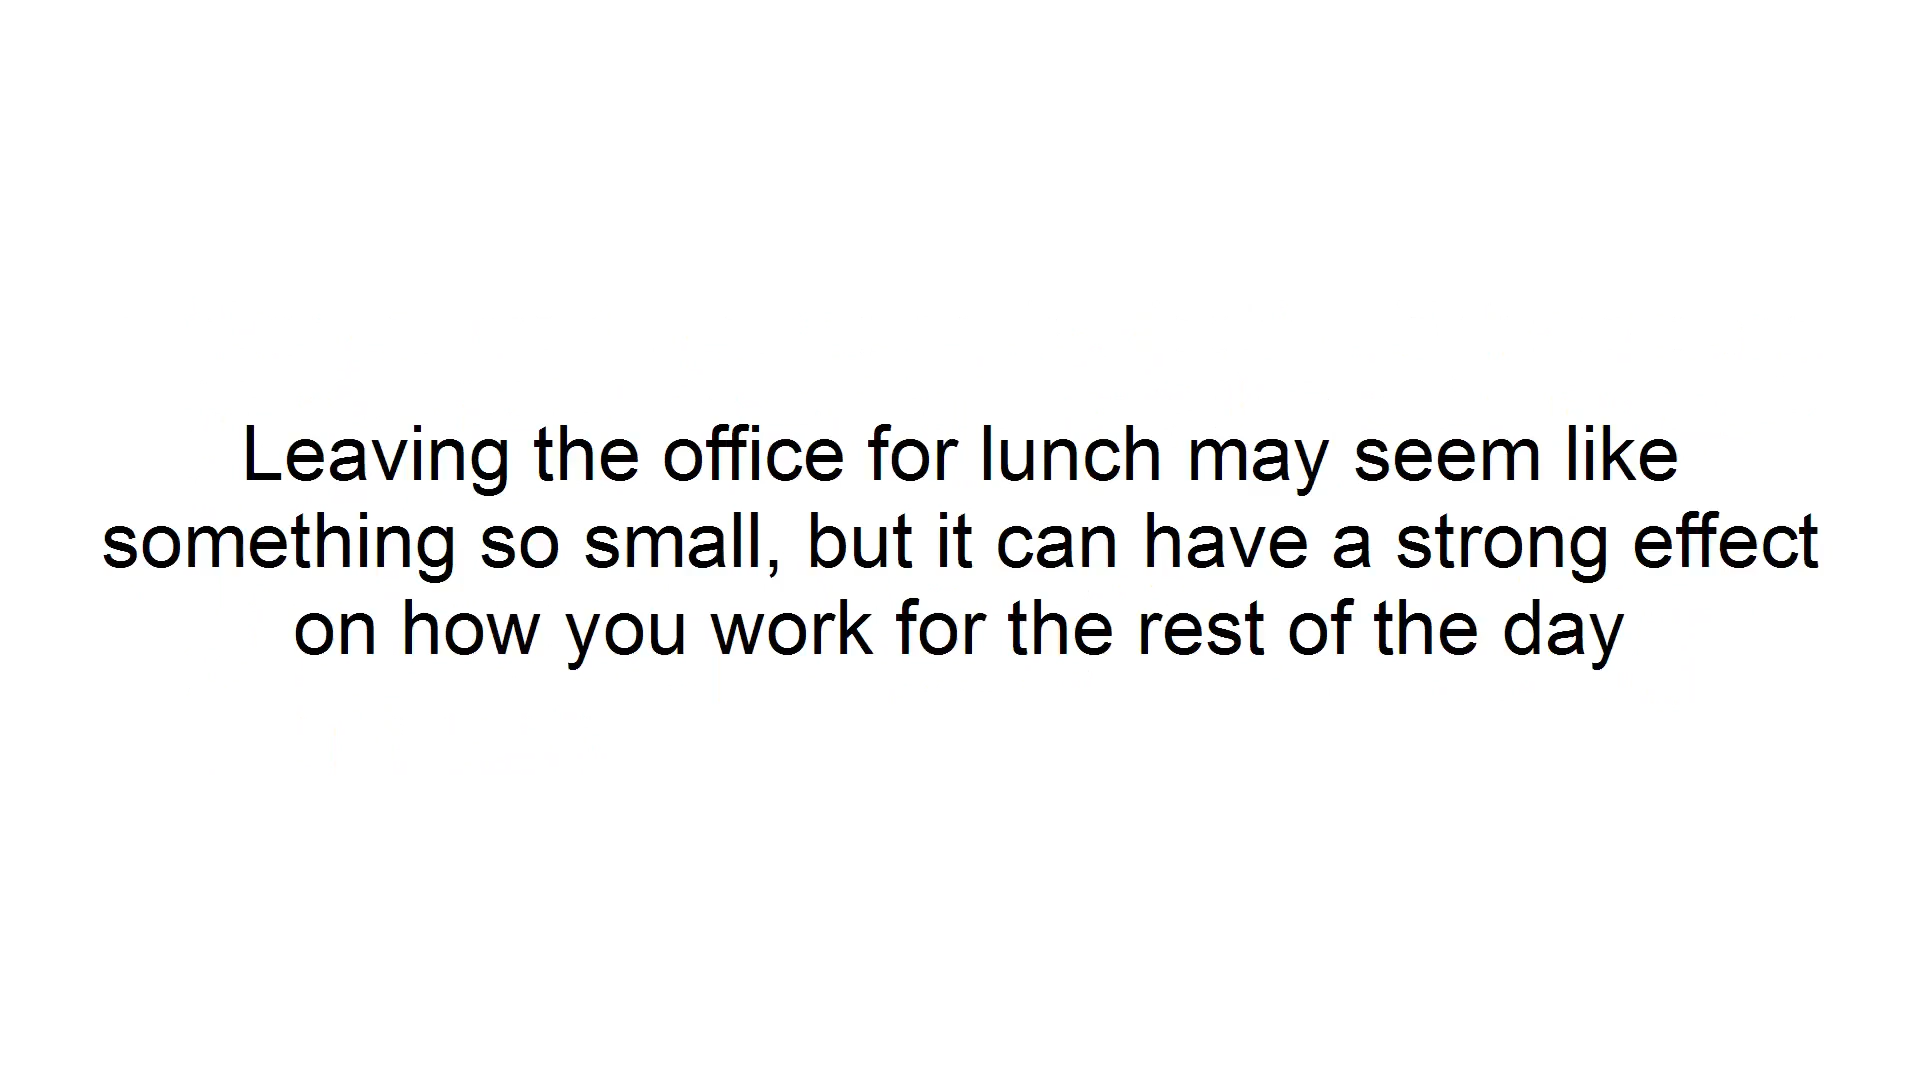 Leaving the office for lunch may seem like
something so small, but it can have a strong effect
on how you work for the rest of the day